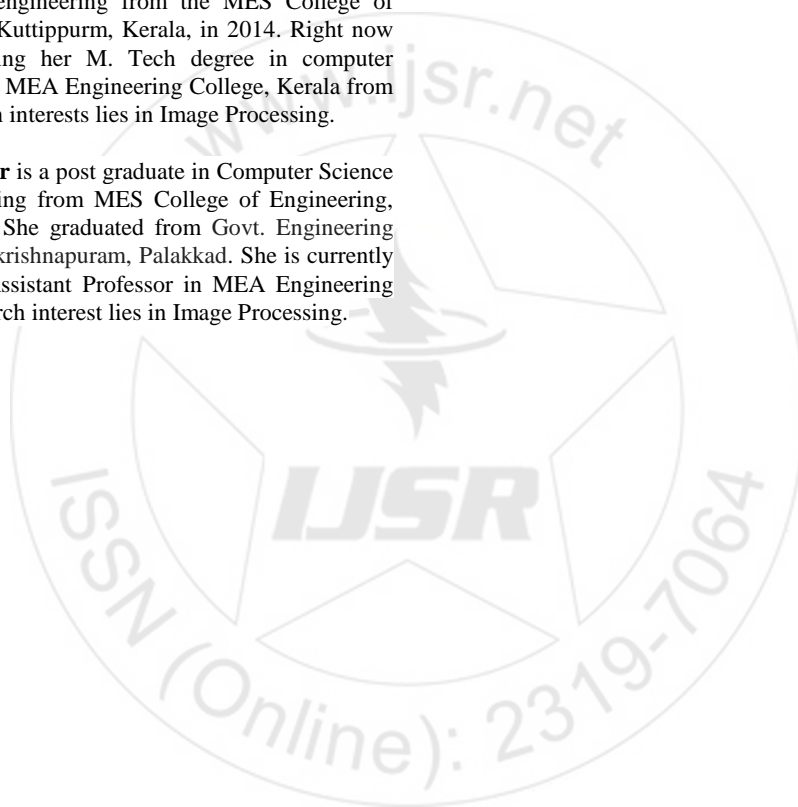 engineering from the MES College of
Kuttippurm, Kerala, in 2014. Right now
ing her M. Tech degree in computer
MEA Engineering College, Kerala from
n interests lies in Image Processing.
r is a post graduate in Computer Science
ing from MES College of Engineering,
She graduated from Govt. Engineering
krishnapuram, Palakkad. She is currently
Assistant Professor in MEA Engineering
rch interest lies in Image Processing.
www.ijsr.net
IJSR
ISSN (Online): 2319-7064